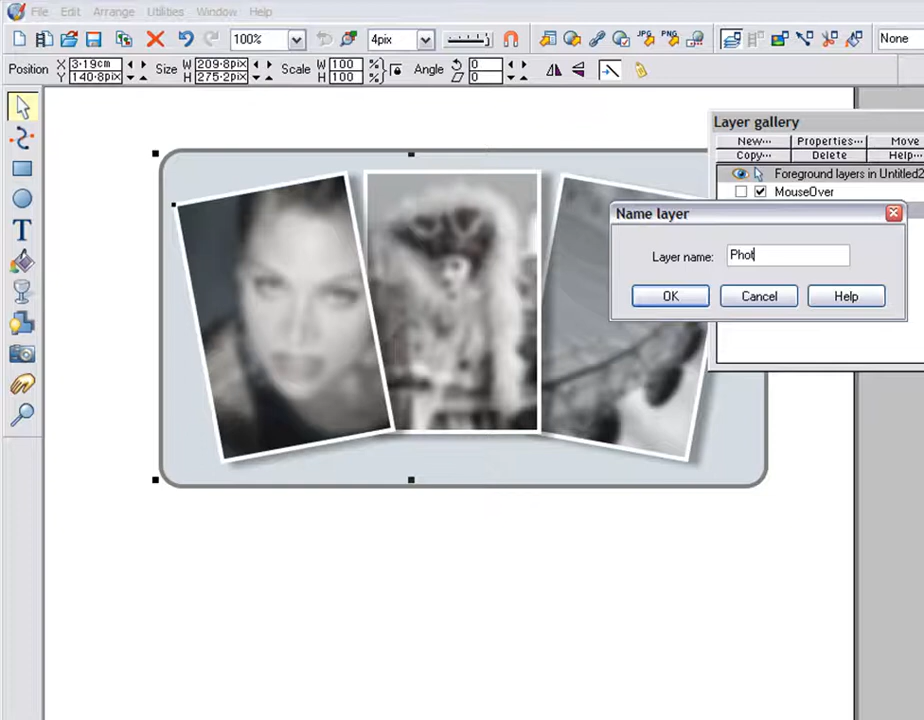 File Edit Arrange Utilities Window Help
100% 4pix JPG PNG None
Position X 3·19cm Y 140·8pix Size W 209·8pix H 275·2pix Scale W 100 H 100 % % Angle 0 0
Layer gallery
New... Properties... Move
Copy... Delete Help...
Foreground layers in Untitled2
MouseOver
Name layer
Layer name: Phot
OK Cancel Help
T